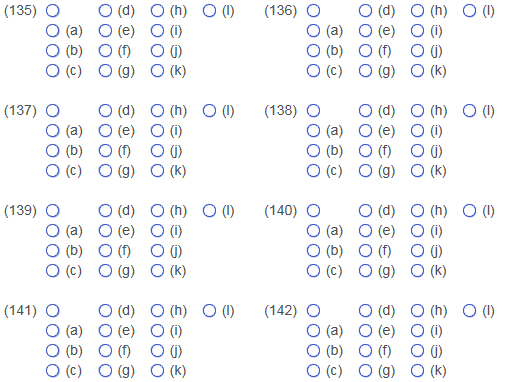 (135) (d) (h) (l) (136) (d) (h) (l)
(a) (e) (i) (a) (e) (i)
(b) (f) (j) (b) (f) (j)
(c) (g) (k) (c) (g) (k)
(137) (d) (h) (l) (138) (d) (h) (l)
(a) (e) (i) (a) (e) (i)
(b) (f) (j) (b) (f) (j)
(c) (g) (k) (c) (g) (k)
(139) (d) (h) (l) (140) (d) (h) (l)
(a) (e) (i) (a) (e) (i)
(b) (f) (j) (b) (f) (j)
(c) (g) (k) (c) (g) (k)
(141) (d) (h) (l) (142) (d) (h) (l)
(a) (e) (i) (a) (e) (i)
(b) (f) (j) (b) (f) (j)
(c) (g) (k) (c) (g) (k)